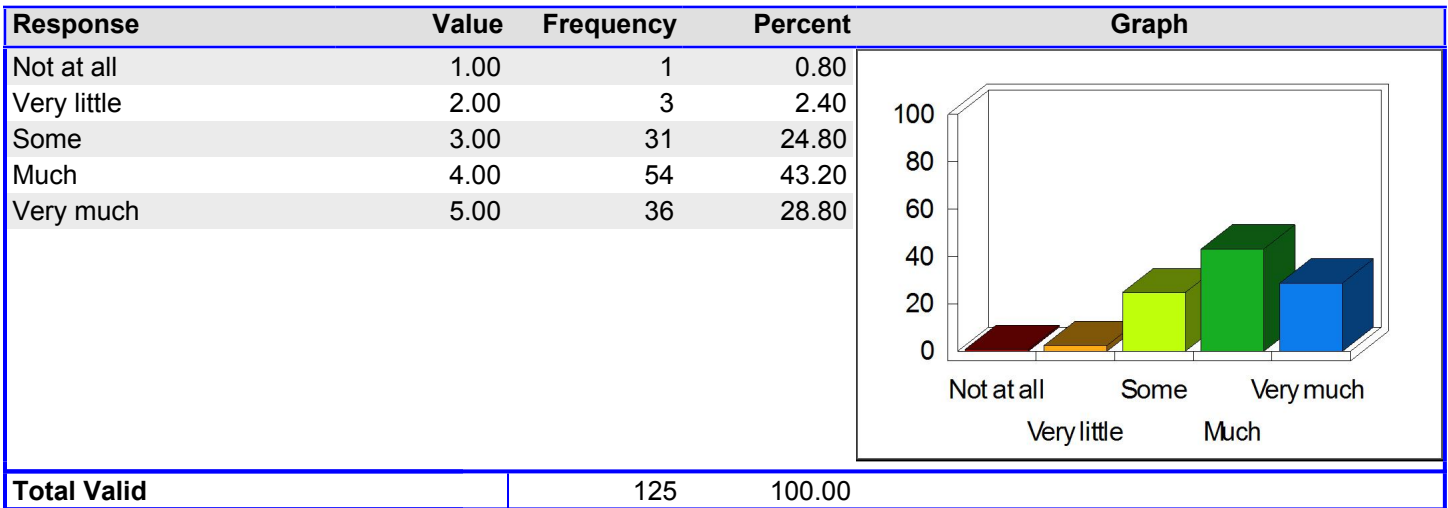 Response Value Frequency Percent Graph
Not at all 1.00 1 0.80
Very little 2.00 3 2.40
Some 3.00 31 24.80
Much 4.00 54 43.20
Very much 5.00 36 28.80
100
80
60
40
20
0
Not at all Some Very much
Very little Much
Total Valid 125 100.00